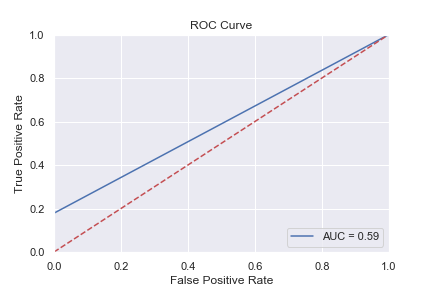 ROC Curve
True Positive Rate
1.0
0.8
0.6
0.4
0.2
0.0
AUC = 0.59
0.0 0.2 0.4 0.6 0.8 1.0
False Positive Rate